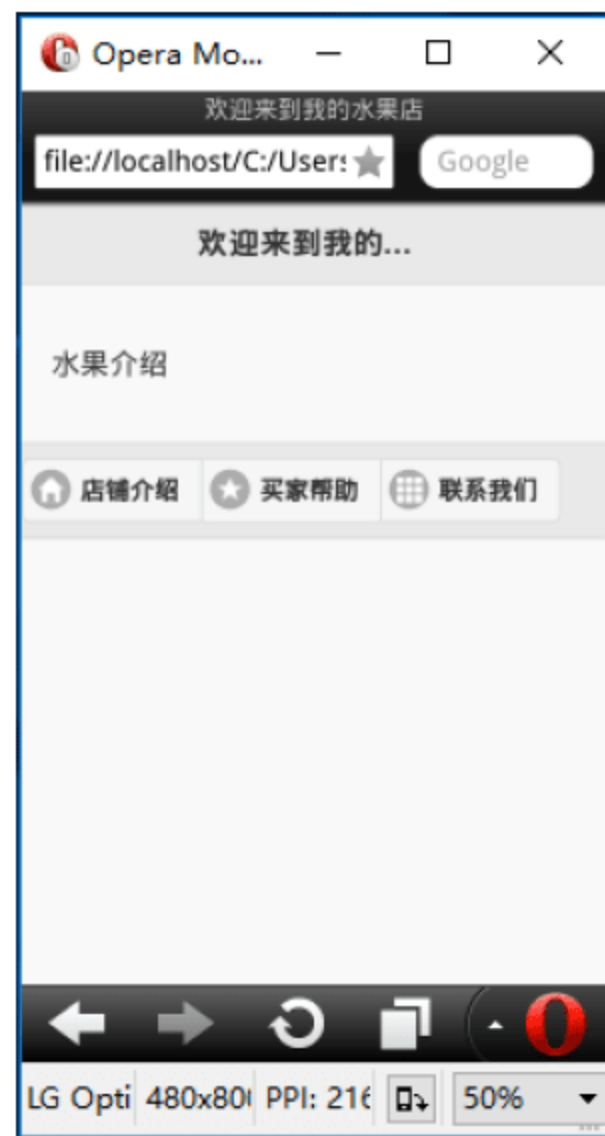 Opera Mo...
欢迎来到我的水果店
file://localhost/C:/Users Google
欢迎来到我的...
水果介绍
店铺介绍 买家帮助 联系我们
LG Opti 480x80 PPI: 216 50%